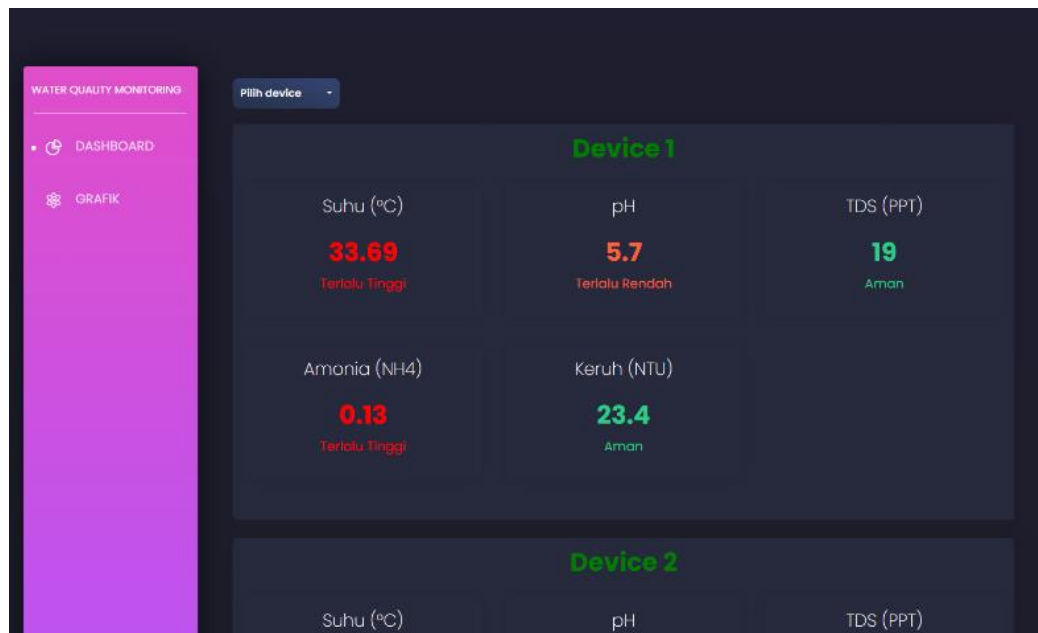 WATER QUALITY MONITORING
DASHBOARD
GRAFIK
Pilih device
Device 1
Suhu (°C)
33.69
Terlalu Tinggi
pH
5.7
Terlalu Rendah
TDS (PPT)
19
Aman
Amonia (NH4)
0.13
Terlalu Tinggi
Keruh (NTU)
23.4
Aman
Device 2
Suhu (°C)
pH
TDS (PPT)